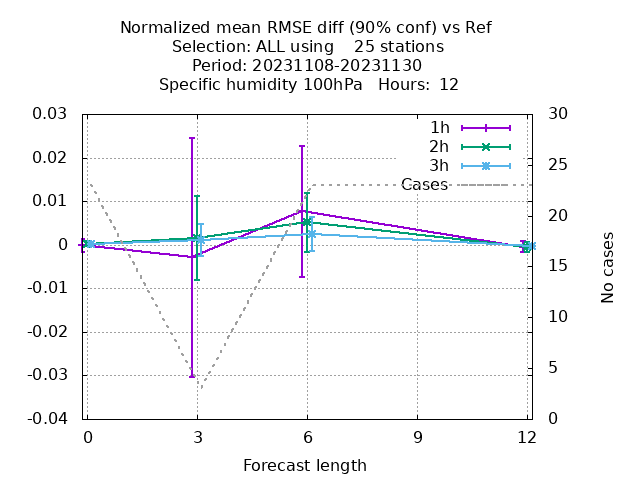 Normalized mean RMSE diff (90% conf) vs Ref
Selection: ALL using    25 stations
Period: 20231108-20231130
Specific humidity 100hPa   Hours:  12
0.03
0.02
0.01
0
-0.01
-0.02
-0.03
-0.04
30
25
20
15
10
5
0
1h
2h
3h
Cases
No cases
0
3
6
9
12
Forecast length